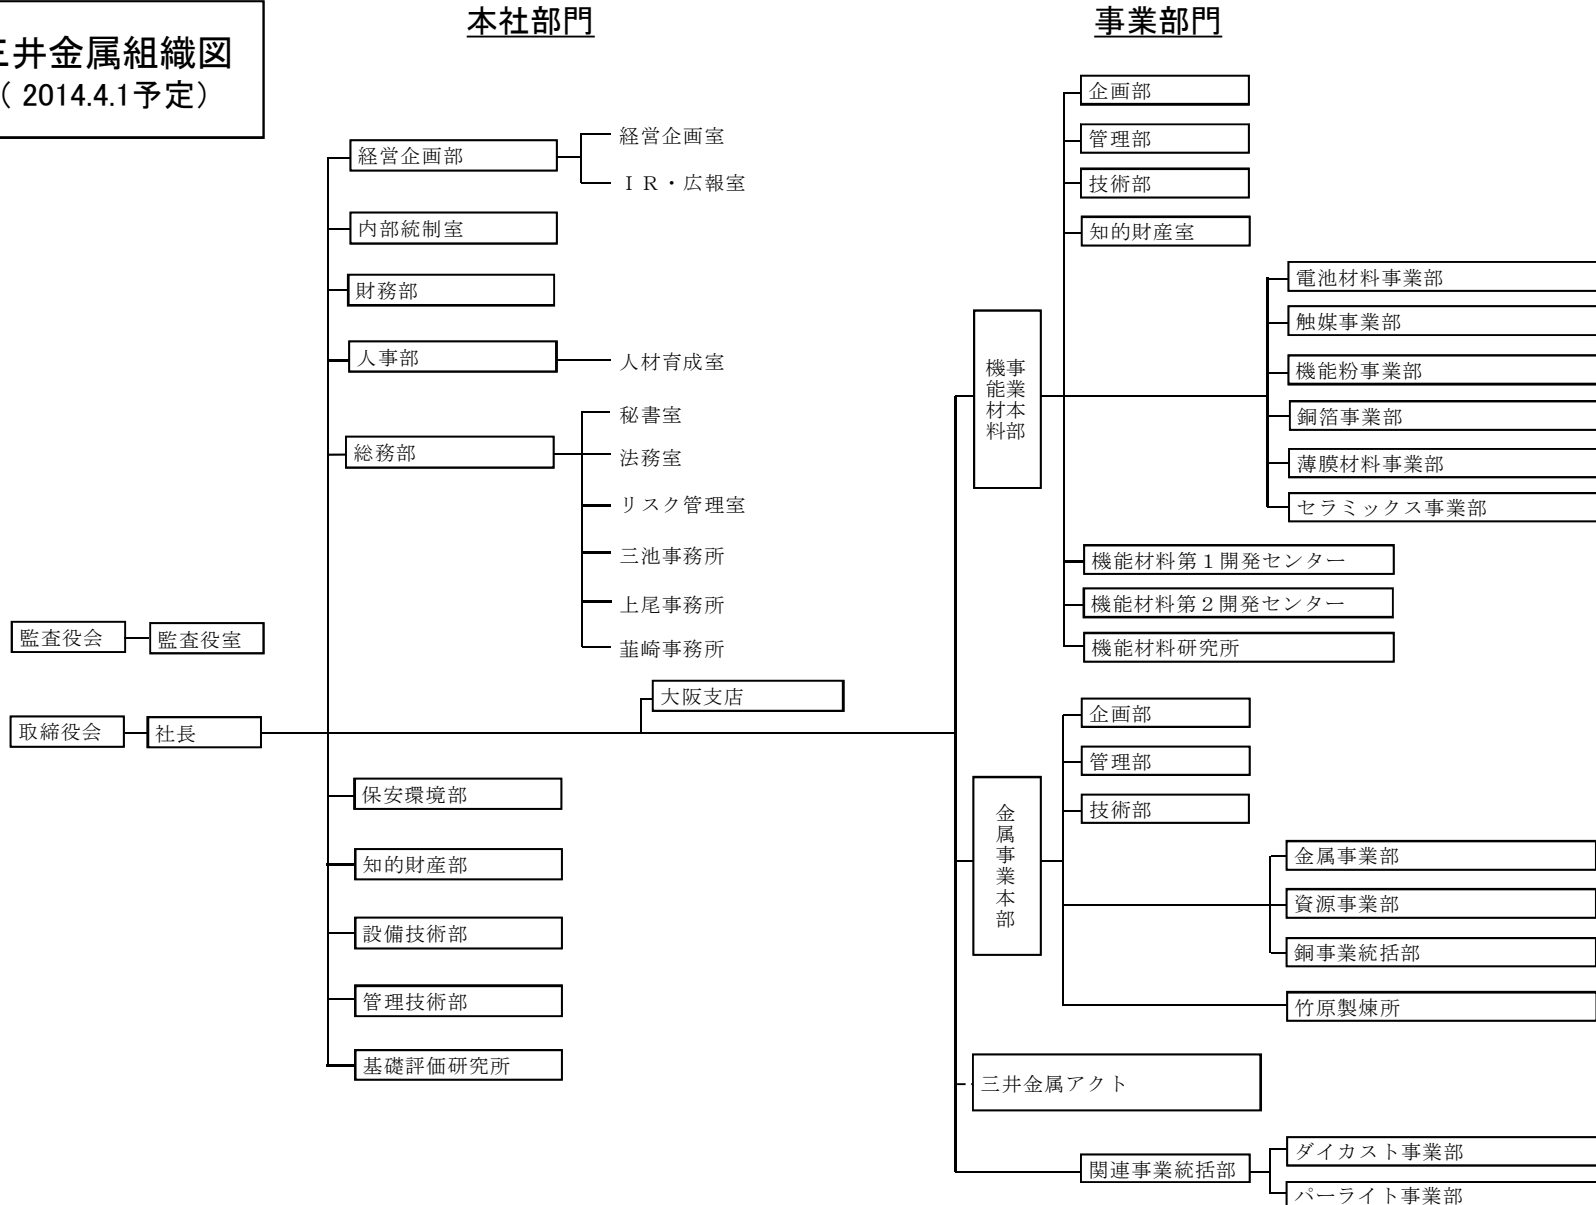 三井金属組織図
（ 2014.4.1予定）
本社部門
事業部門
経営企画部
経営企画室
ＩＲ・広報室
内部統制室
財務部
人事部
人材育成室
総務部
秘書室
法務室
リスク管理室
三池事務所
上尾事務所
韮崎事務所
監査役会
監査役室
取締役会
社長
大阪支店
保安環境部
知的財産部
設備技術部
管理技術部
基礎評価研究所
機能材料
事業本部
企画部
管理部
技術部
知的財産室
電池材料事業部
触媒事業部
機能粉事業部
銅箔事業部
薄膜材料事業部
セラミックス事業部
機能材料第１開発センター
機能材料第２開発センター
機能材料研究所
金属事業本部
企画部
管理部
技術部
金属事業部
資源事業部
銅事業統括部
竹原製煉所
三井金属アクト
関連事業統括部
ダイカスト事業部
パーライト事業部